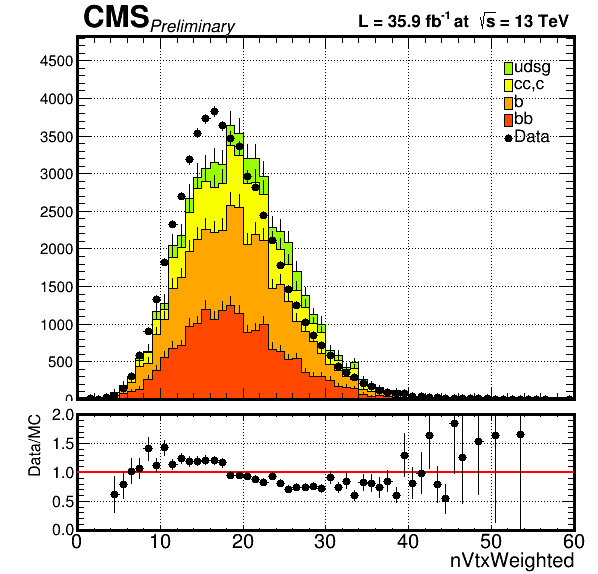 CMS Preliminary L = 35.9 fb⁻¹ at √s = 13 TeV
4500
4000
3500
3000
2500
2000
1500
1000
500
0
udsg
cc,c
b
bb
Data
Data/MC
2.0
1.5
1.0
0.5
0.0
0 10 20 30 40 50 60
nVtxWeighted